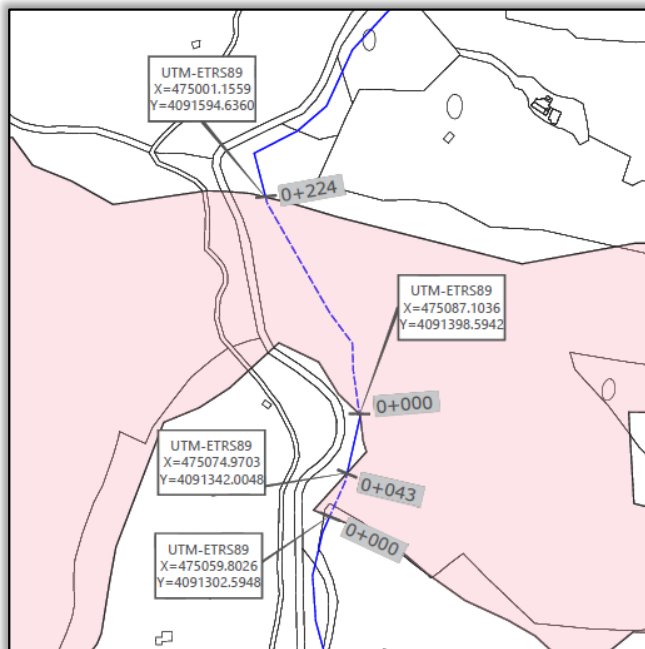 UTM-ETRS89
X=475001.1559
Y=4091594.6360
0+224
UTM-ETRS89
X=475087.1036
Y=4091398.5942
0+000
UTM-ETRS89
X=475074.9703
Y=4091342.0048
0+043
0+000
UTM-ETRS89
X=475059.8026
Y=4091302.5948